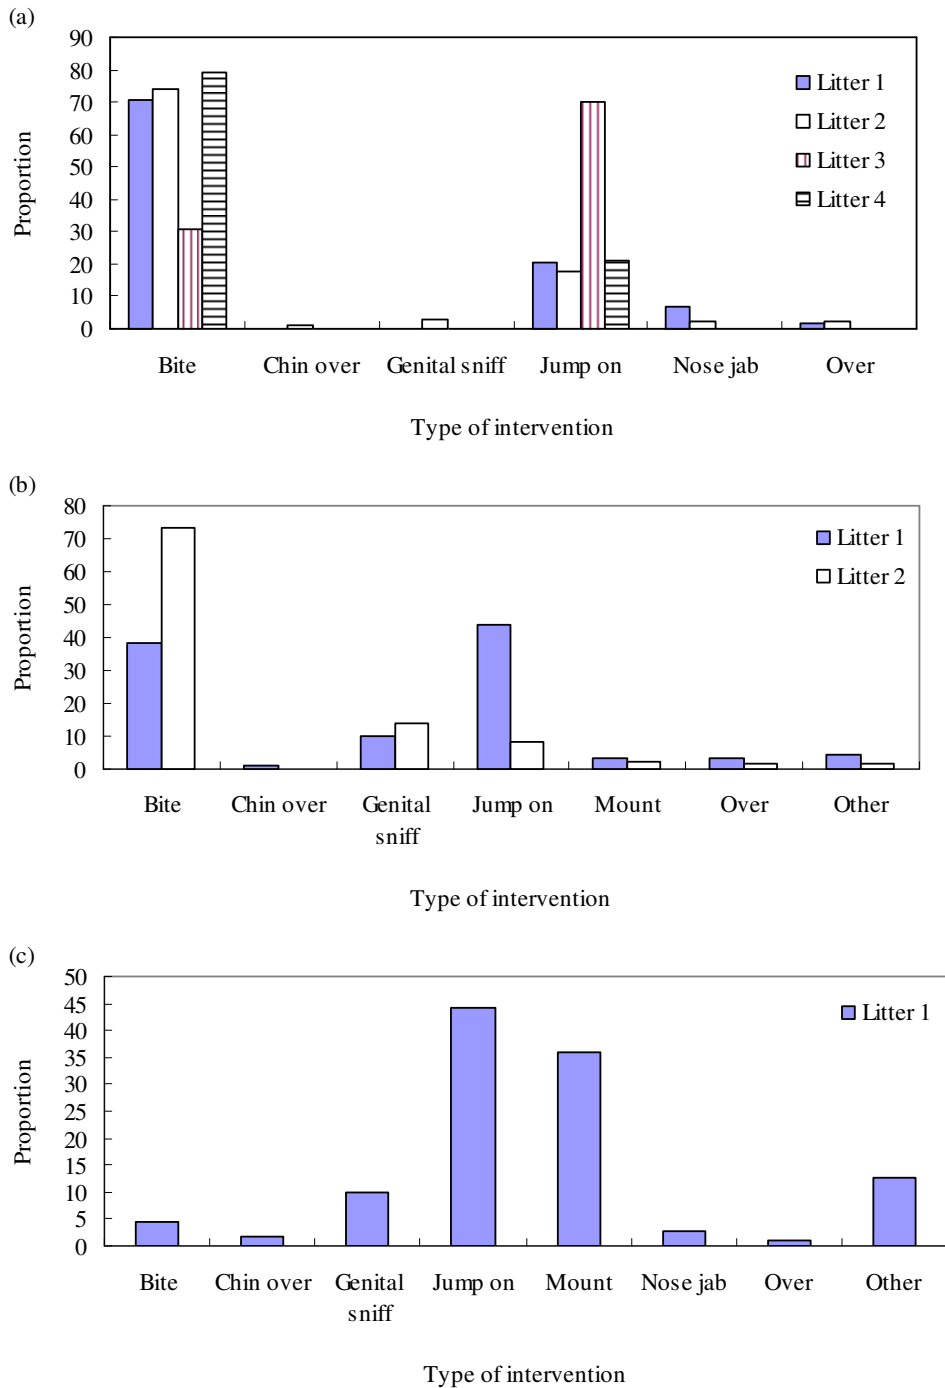 (a)
90
80
70
60
50
40
30
20
10
0
Proportion
Litter 1
Litter 2
Litter 3
Litter 4
Bite Chin over Genital sniff Jump on Nose jab Over
Type of intervention
(b)
80
70
60
50
40
30
20
10
0
Proportion
Litter 1
Litter 2
Bite Chin over Genital sniff Jump on Mount Over Other
Type of intervention
(c)
50
45
40
35
30
25
20
15
10
5
0
Proportion
Litter 1
Bite Chin over Genital sniff Jump on Mount Nose jab Over Other
Type of intervention